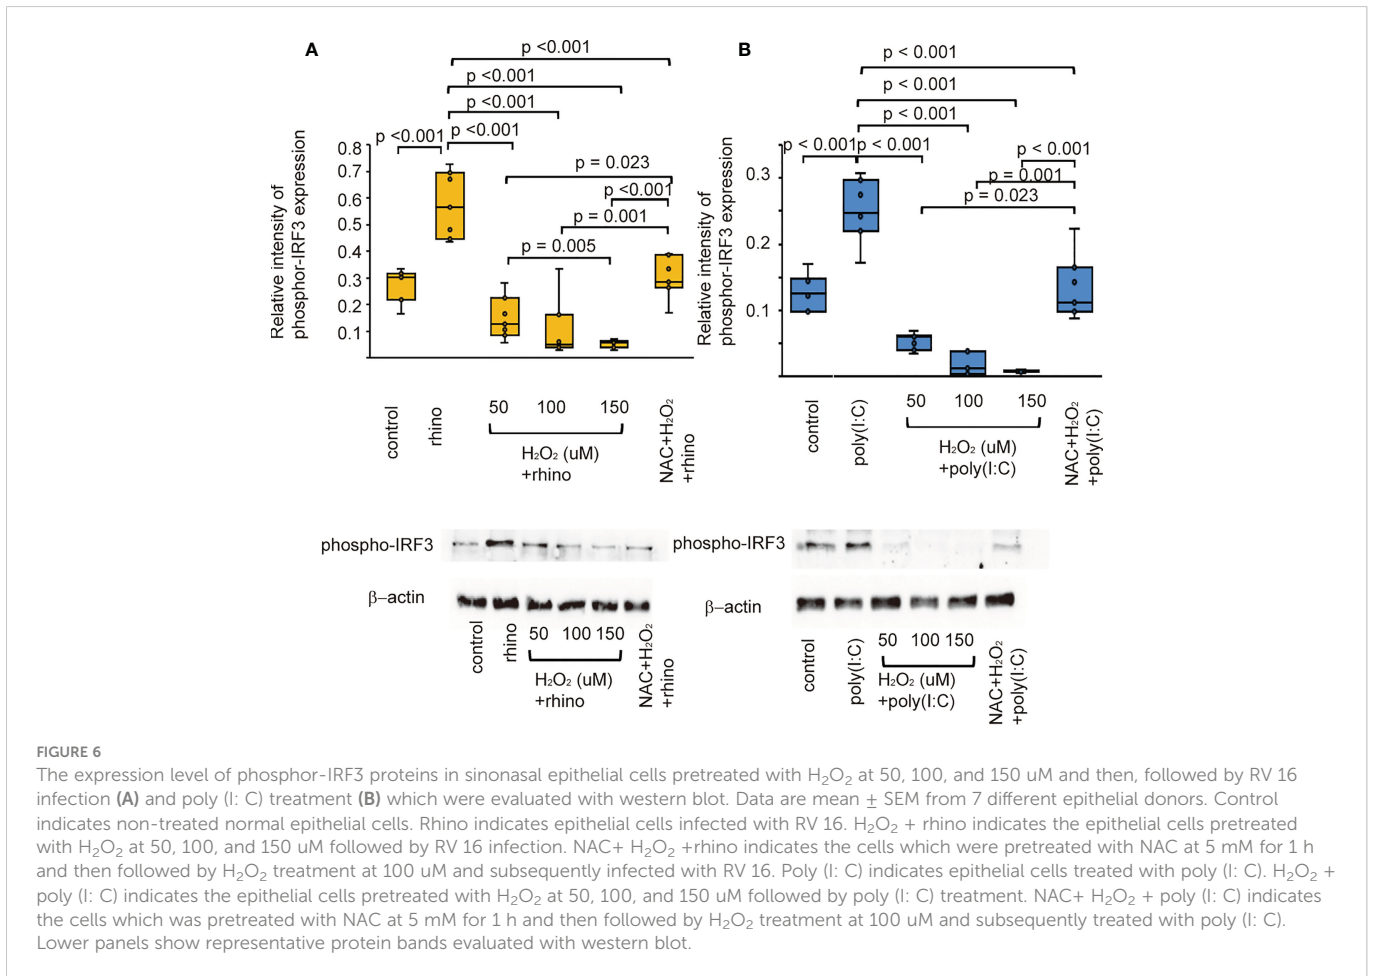 A
p <0.001
p <0.001
p <0.001
p <0.001
p <0.001
p = 0.023
p <0.001
p = 0.001
p = 0.005
Relative intensity of
phosphor-IRF3 expression
0.8
0.7
0.6
0.5
0.4
0.3
0.2
0.1
control
rhino
50
100
150
H₂O₂ (uM)
+rhino
NAC+H₂O₂
+rhino
B
p < 0.001
p < 0.001
p < 0.001
p < 0.001
p < 0.001
p < 0.001
p = 0.001
p = 0.023
Relative intensity of
phosphor-IRF3 expression
0.3
0.2
0.1
control
poly(I:C)
50
100
150
H₂O₂ (uM)
+poly(I:C)
NAC+H₂O₂
+poly(I:C)
phospho-IRF3
β–actin
control
rhino
50
100
150
H₂O₂ (uM)
+rhino
NAC+H₂O₂
+rhino
phospho-IRF3
β–actin
control
poly(I:C)
50
100
150
H₂O₂ (uM)
+poly(I:C)
NAC+H₂O₂
+poly(I:C)
FIGURE 6
The expression level of phosphor-IRF3 proteins in sinonasal epithelial cells pretreated with H₂O₂ at 50, 100, and 150 uM and then, followed by RV 16
infection (A) and poly (I: C) treatment (B) which were evaluated with western blot. Data are mean ± SEM from 7 different epithelial donors. Control
indicates non-treated normal epithelial cells. Rhino indicates epithelial cells infected with RV 16. H₂O₂ + rhino indicates the epithelial cells pretreated
with H₂O₂ at 50, 100, and 150 uM followed by RV 16 infection. NAC+ H₂O₂ +rhino indicates the cells which were pretreated with NAC at 5 mM for 1 h
and then followed by H₂O₂ treatment at 100 uM and subsequently infected with RV 16. Poly (I: C) indicates epithelial cells treated with poly (I: C). H₂O₂ +
poly (I: C) indicates the epithelial cells pretreated with H₂O₂ at 50, 100, and 150 uM followed by poly (I: C) treatment. NAC+ H₂O₂ + poly (I: C) indicates
the cells which was pretreated with NAC at 5 mM for 1 h and then followed by H₂O₂ treatment at 100 uM and subsequently treated with poly (I: C).
Lower panels show representative protein bands evaluated with western blot.